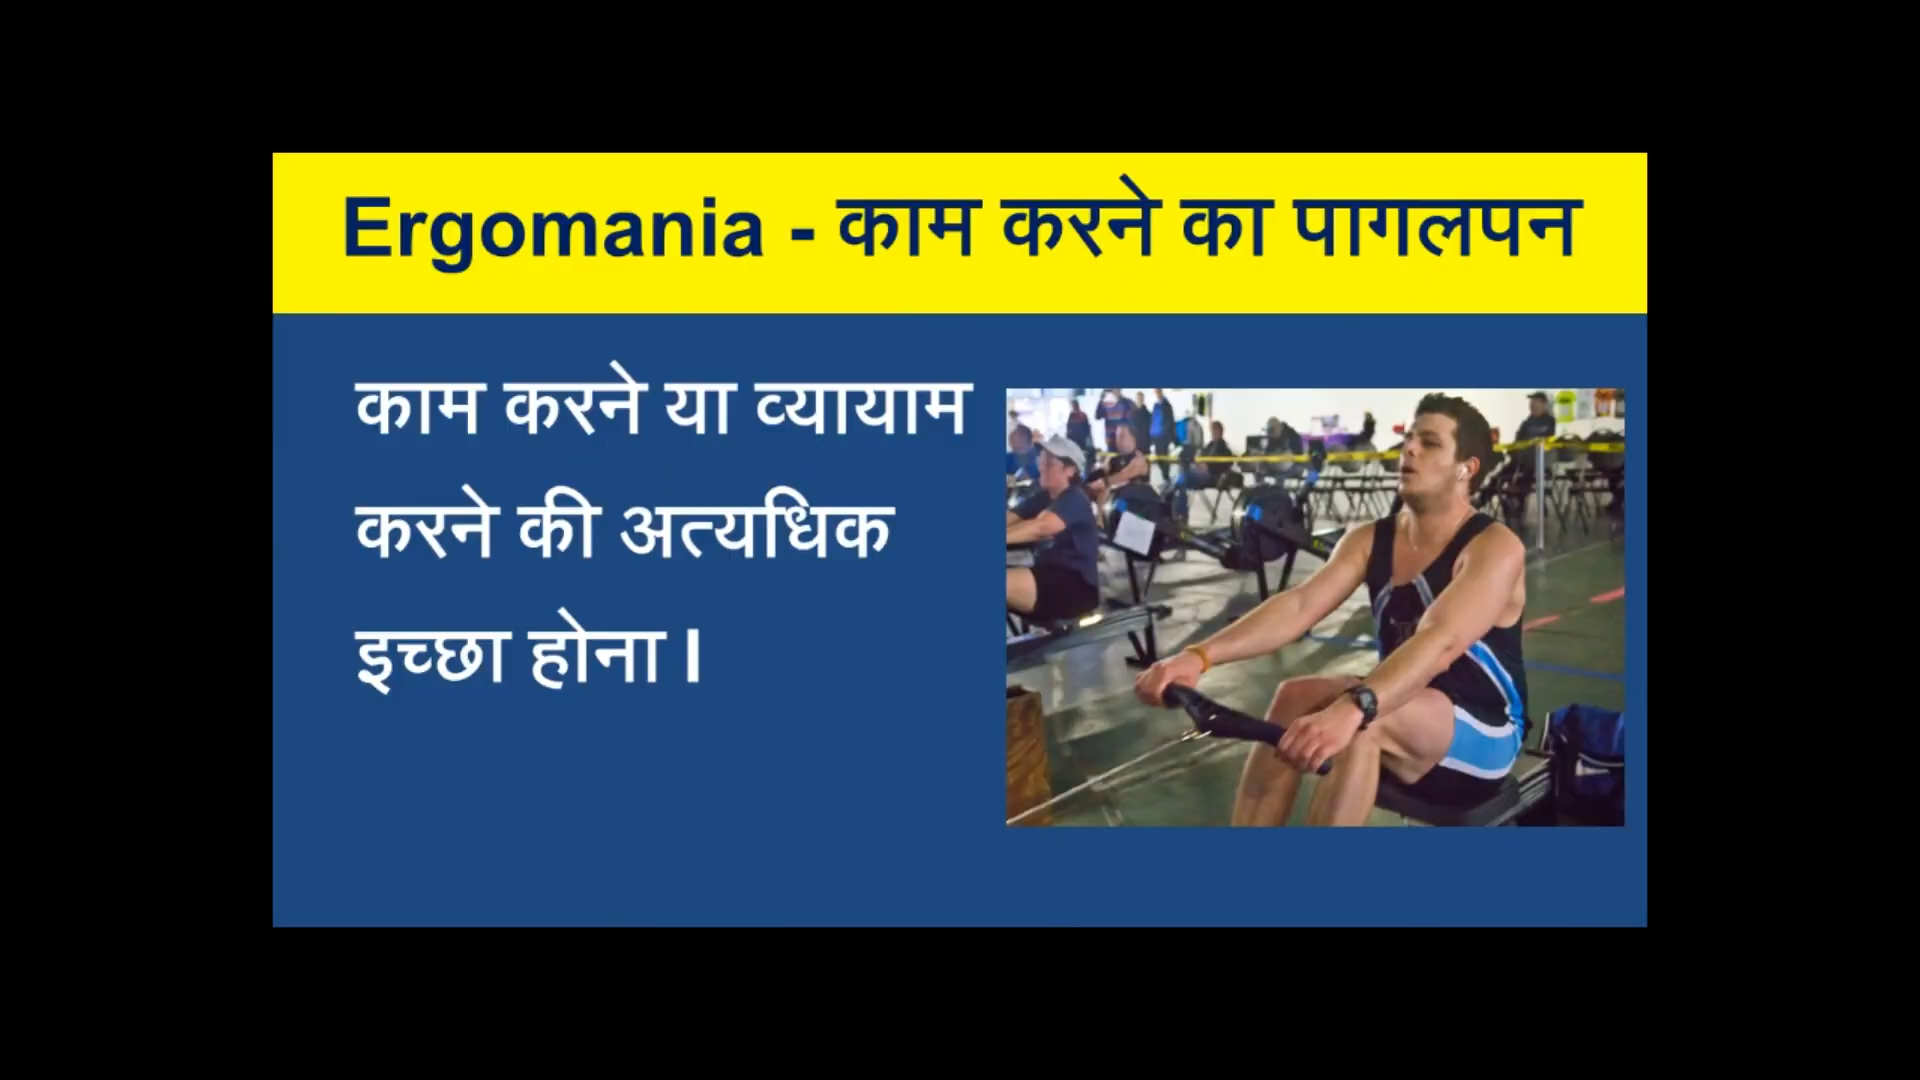 Ergomania - काम करने का पागलपन
काम करने या व्यायाम
करने की अत्यधिक
इच्छा होना ।